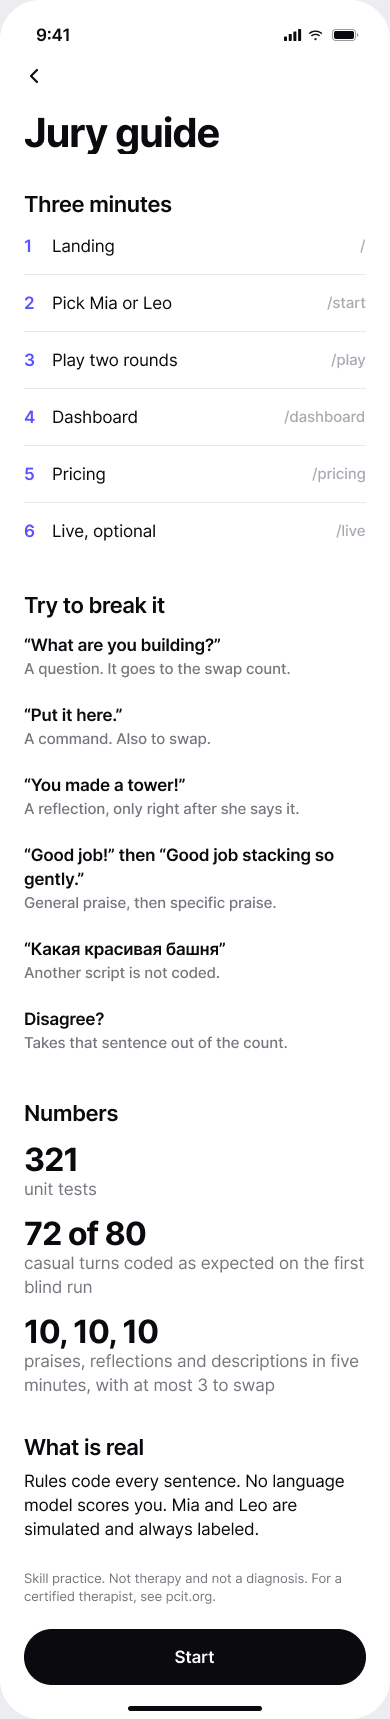 9:41
Jury guide
Three minutes
1 Landing /
2 Pick Mia or Leo /start
3 Play two rounds /play
4 Dashboard /dashboard
5 Pricing /pricing
6 Live, optional /live
Try to break it
“What are you building?”
A question. It goes to the swap count.
“Put it here.”
A command. Also to swap.
“You made a tower!”
A reflection, only right after she says it.
“Good job!” then “Good job stacking so
gently.”
General praise, then specific praise.
“Какая красивая башня”
Another script is not coded.
Disagree?
Takes that sentence out of the count.
Numbers
321
unit tests
72 of 80
casual turns coded as expected on the first
blind run
10, 10, 10
praises, reflections and descriptions in five
minutes, with at most 3 to swap
What is real
Rules code every sentence. No language
model scores you. Mia and Leo are
simulated and always labeled.
Skill practice. Not therapy and not a diagnosis. For a
certified therapist, see pcit.org.
Start